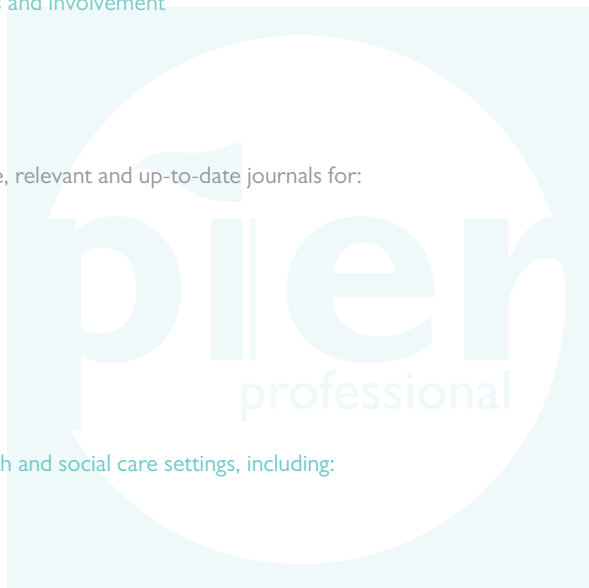 and involvement
, relevant and up-to-date journals for:
pier
professional
and social care settings, including: